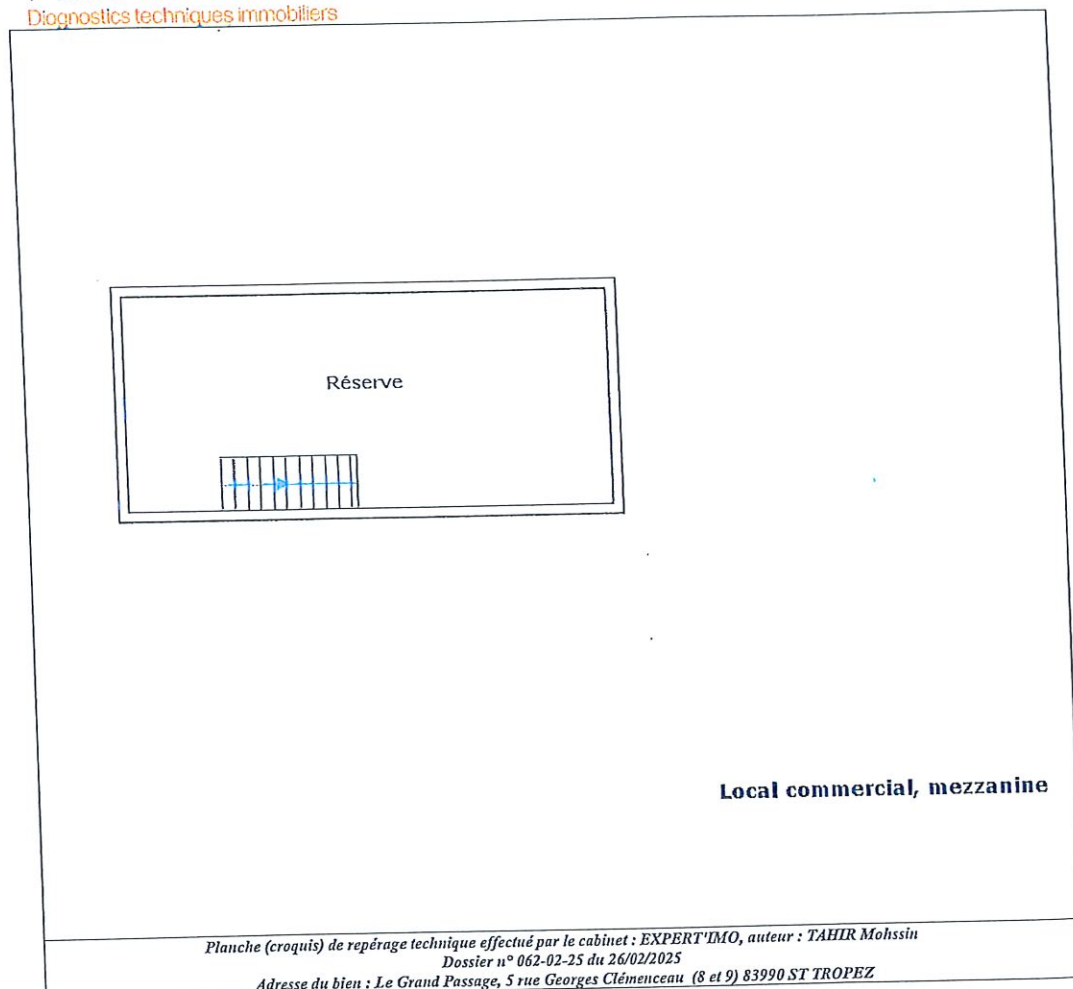 Diagnostics techniques immobiliers
Réserve
Local commercial, mezzanine
Planche (croquis) de repérage technique effectué par le cabinet : EXPERT'IMO, auteur : TAHIR Mohssin
Dossier n° 062-02-25 du 26/02/2025
Adresse du bien : Le Grand Passage, 5 rue Georges Clémenceau (8 et 9) 83990 ST TROPEZ